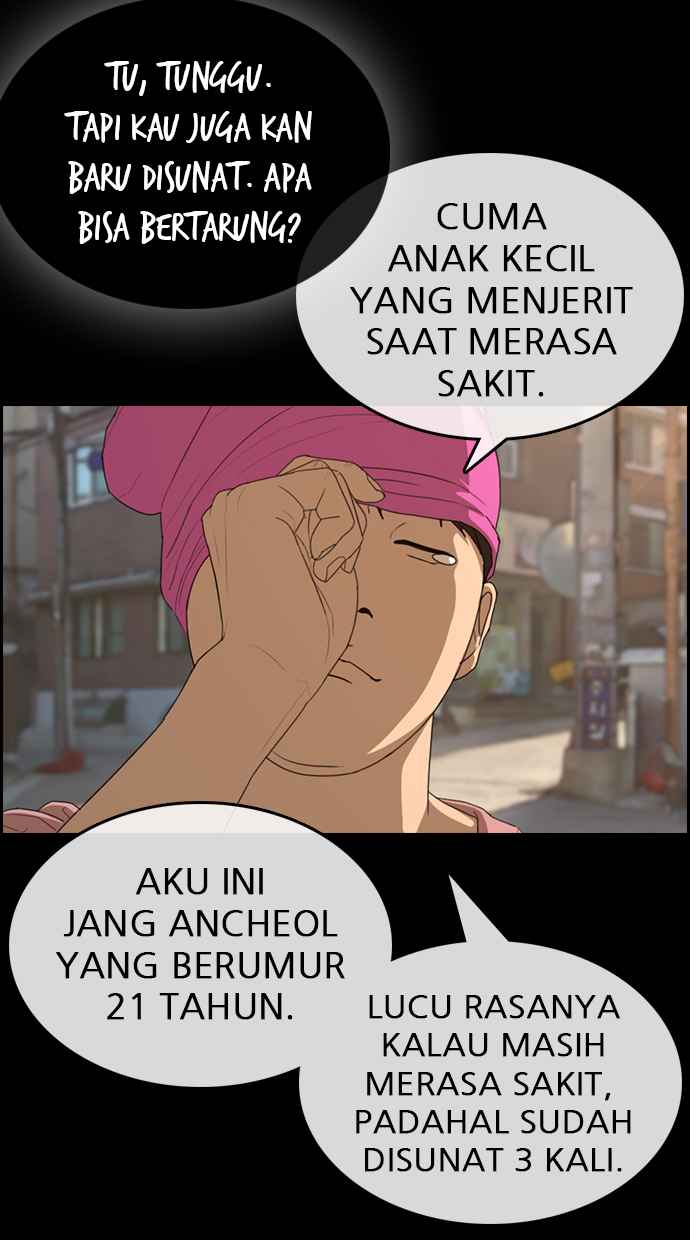 TU, TUNGGU.
TAPI KAU JUGA KAN
BARU DISUNAT. APA
BISA BERTARUNG?
CUMA
ANAK KECIL
YANG MENJERIT
SAAT MERASA
SAKIT.
AKU INI
JANG ANCHEOL
YANG BERUMUR
21 TAHUN.
LUCU RASANYA
KALAU MASIH
MERASA SAKIT,
PADAHAL SUDAH
DISUNAT 3 KALI.